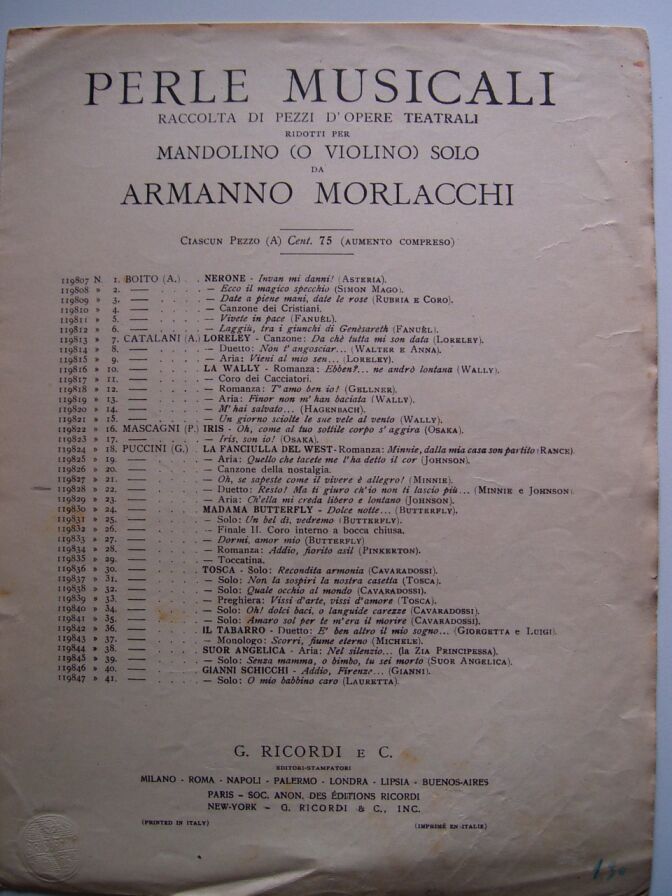 PERLE MUSICALI
RACCOLTA DI PEZZI D'OPERE TEATRALI
RIDOTTI PER
MANDOLINO (O VIOLINO) SOLO
DA
ARMANNO MORLACCHI
CIASCUN PEZZO (A) Cent. 75 (AUMENTO COMPRESO)
119807 N. 1. BOITO (A.) . . NERONE - Invan mi danni! (ASTERIA).
119808 » 2. — . . . . — Ecco il magico specchio (SIMON MAGO).
119809 » 3. — . . . . — Date a piene mani, date le rose (RUBRIA E CORO).
119810 » 4. — . . . . — Canzone dei Cristiani.
119811 » 5. — . . . . — Vivete in pace (FANUÈL).
119812 » 6. — . . . . — Laggiù, tra i giunchi di Genèsareth (FANUÈL).
119813 » 7. CATALANI (A.) LORELEY - Canzone: Da chè tutta mi son data (LORELEY).
119814 » 8. — . . . . — Duetto: Non t'angosciar... (WALTER E ANNA).
119815 » 9. — . . . . — Aria: Vieni al mio sen... (LORELEY).
119816 » 10. — . . . . LA WALLY - Romanza: Ebben?... ne andrò lontana (WALLY).
119817 » 11. — . . . . — Coro dei Cacciatori.
119818 » 12. — . . . . — Romanza: T'amo ben io! (GELLNER).
119819 » 13. — . . . . — Aria: Finor non m'han baciata (WALLY).
119820 » 14. — . . . . — M'hai salvato... (HAGENBACH).
119821 » 15. — . . . . — Un giorno sciolte le sue vele al vento (WALLY).
119822 » 16. MASCAGNI (P.) IRIS - Oh, come al tuo sottile corpo s'aggira (OSAKA).
119823 » 17. — . . . . — Iris, son io! (OSAKA).
119824 » 18. PUCCINI (G.) . LA FANCIULLA DEL WEST - Romanza: Minnie, dalla mia casa son partito (RANCE).
119825 » 19. — . . . . — Aria: Quello che tacete me l'ha detto il cor (JOHNSON).
119826 » 20. — . . . . — Canzone della nostalgia.
119827 » 21. — . . . . — Oh, se sapeste come il vivere è allegro! (MINNIE).
119828 » 22. — . . . . — Duetto: Resto! Ma ti giuro ch'io non ti lascio più... (MINNIE E JOHNSON).
119829 » 23. — . . . . — Aria: Ch'ella mi creda libero e lontano (JOHNSON).
119830 » 24. — . . . . MADAMA BUTTERFLY - Dolce notte... (BUTTERFLY).
119831 » 25. — . . . . — Solo: Un bel dì, vedremo (BUTTERFLY).
119832 » 26. — . . . . — Finale II. Coro interno a bocca chiusa.
119833 » 27. — . . . . — Dormi, amor mio (BUTTERFLY)
119834 » 28. — . . . . — Romanza: Addio, fiorito asil (PINKERTON).
119835 » 29. — . . . . — Toccatina.
119836 » 30. — . . . . TOSCA - Solo: Recondita armonia (CAVARADOSSI).
119837 » 31. — . . . . — Solo: Non la sospiri la nostra casetta (TOSCA).
119838 » 32. — . . . . — Solo: Quale occhio al mondo (CAVARADOSSI).
119839 » 33. — . . . . — Preghiera: Vissi d'arte, vissi d'amore (TOSCA).
119840 » 34. — . . . . — Solo: Oh! dolci baci, o languide carezze (CAVARADOSSI).
119841 » 35. — . . . . — Solo: Amaro sol per te m'era il morire (CAVARADOSSI).
119842 » 36. — . . . . IL TABARRO - Duetto: E' ben altro il mio sogno... (GIORGETTA E LUIGI).
119843 » 37. — . . . . — Monologo: Scorri, fiume eterno (MICHELE).
119844 » 38. — . . . . SUOR ANGELICA - Aria: Nel silenzio... (la ZIA PRINCIPESSA).
119845 » 39. — . . . . — Solo: Senza mamma, o bimbo, tu sei morto (SUOR ANGELICA).
119846 » 40. — . . . . GIANNI SCHICCHI - Addio, Firenze... (GIANNI).
119847 » 41. — . . . . — Solo: O mio babbino caro (LAURETTA).
G. RICORDI E C.
EDITORI-STAMPATORI
MILANO - ROMA - NAPOLI - PALERMO - LONDRA - LIPSIA - BUENOS-AIRES
PARIS - SOC. ANON. DES ÉDITIONS RICORDI
NEW-YORK - G. RICORDI & C., INC.
(PRINTED IN ITALY) (IMPRIMÉ EN ITALIE)